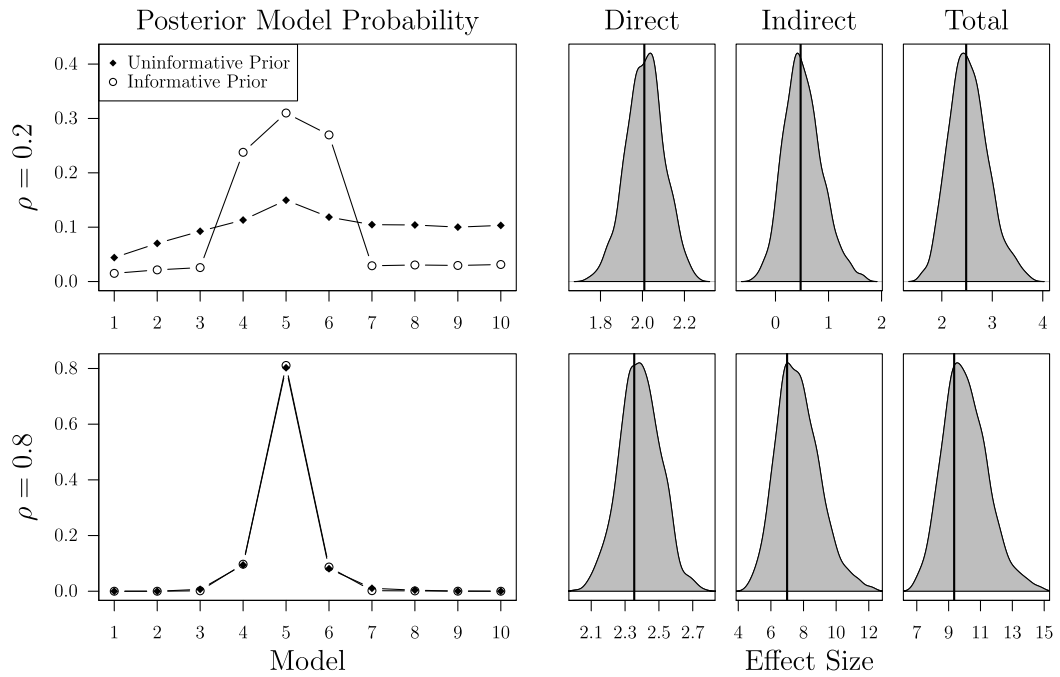 Posterior Model Probability
Direct Indirect Total
Uninformative Prior
Informative Prior
ρ = 0.2
0.4
0.3
0.2
0.1
0.0
1 2 3 4 5 6 7 8 9 10
1.8 2.0 2.2
0 1 2
2 3 4
ρ = 0.8
0.8
0.6
0.4
0.2
0.0
1 2 3 4 5 6 7 8 9 10
2.1 2.3 2.5 2.7
4 6 8 10 12
7 9 11 13 15
Model
Effect Size